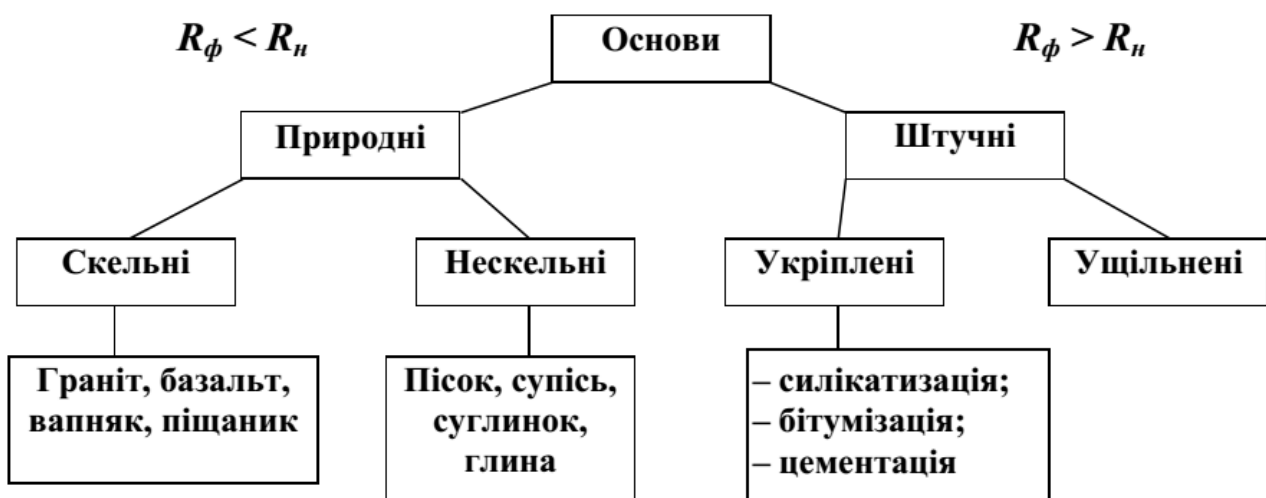 Rф < Rн
Основи
Rф > Rн
Природні
Штучні
Скельні
Нескельні
Укріплені
Ущільнені
Граніт, базальт,
вапняк, піщаник
Пісок, супісь,
суглинок,
глина
– силікатизація;
– бітумізація;
– цементація